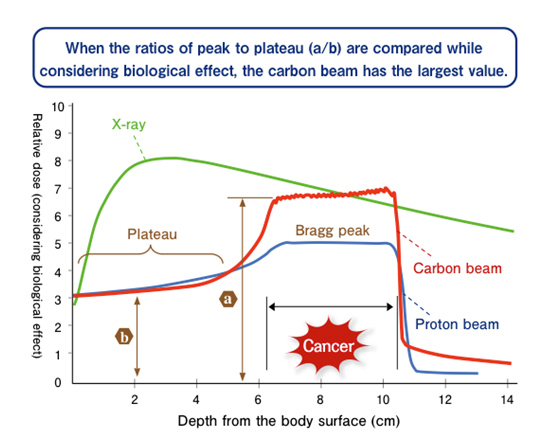 When the ratios of peak to plateau (a/b) are compared while
considering biological effect, the carbon beam has the largest value.
Relative dose (considering biological effect)
10
9
8
7
6
5
4
3
2
1
0
X-ray
Plateau
Bragg peak
a
b
Carbon beam
Proton beam
Cancer
2
4
6
8
10
12
14
Depth from the body surface (cm)